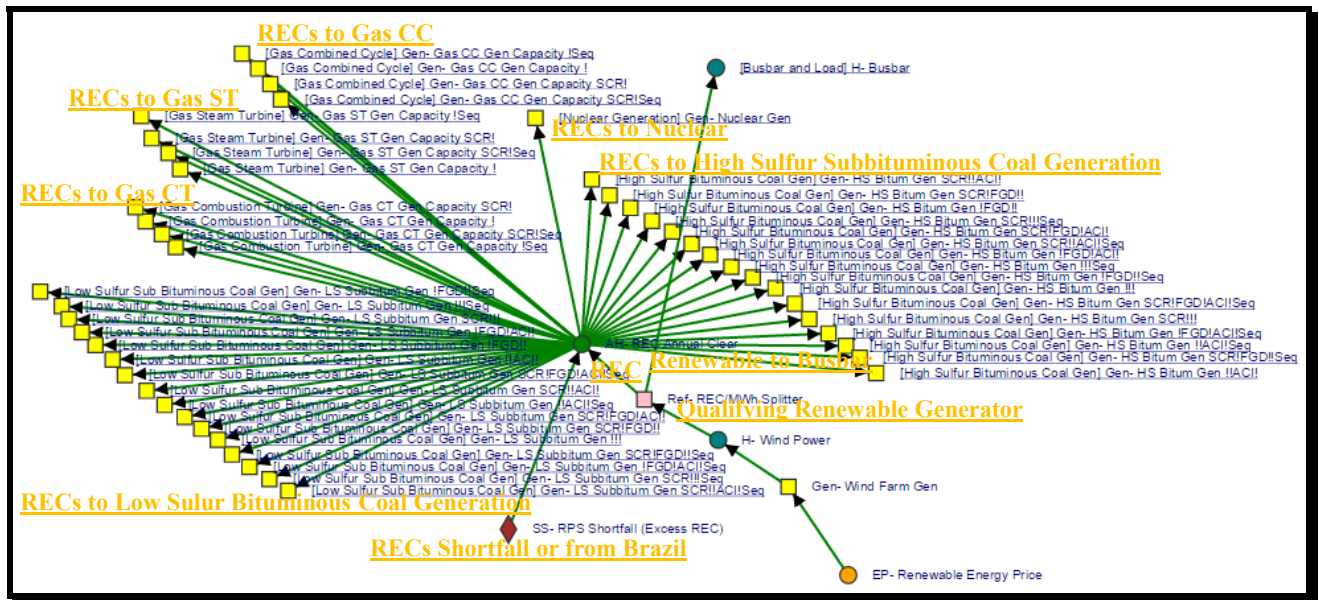 RECs to Gas CC
[Gas Combined Cycle] Gen- Gas CC Gen Capacity !Seq
[Gas Combined Cycle] Gen- Gas CC Gen Capacity !
[Gas Combined Cycle] Gen- Gas CC Gen Capacity SCR!
[Gas Combined Cycle] Gen- Gas CC Gen Capacity SCR!Seq
RECs to Gas ST
[Gas Steam Turbine] Gen- Gas ST Gen Capacity !Seq
[Gas Steam Turbine] Gen- Gas ST Gen Capacity SCR!
[Gas Steam Turbine] Gen- Gas ST Gen Capacity SCR!Seq
[Gas Steam Turbine] Gen- Gas ST Gen Capacity !
RECs to Gas CT
[Gas Combustion Turbine] Gen- Gas CT Gen Capacity SCR!
[Gas Combustion Turbine] Gen- Gas CT Gen Capacity !
[Gas Combustion Turbine] Gen- Gas CT Gen Capacity SCR!Seq
[Gas Combustion Turbine] Gen- Gas CT Gen Capacity !Seq
[Busbar and Load] H- Busbar
[Nuclear Generation] Gen- Nuclear Gen
RECs to Nuclear
RECs to High Sulfur Subbituminous Coal Generation
[High Sulfur Bituminous Coal Gen] Gen- HS Bitum Gen SCR!!ACI!
[High Sulfur Bituminous Coal Gen] Gen- HS Bitum Gen SCR!FGD!!
[High Sulfur Bituminous Coal Gen] Gen- HS Bitum Gen !FGD!!
[High Sulfur Bituminous Coal Gen] Gen- HS Bitum Gen SCR!!!Seq
[High Sulfur Bituminous Coal Gen] Gen- HS Bitum Gen SCR!FGD!ACI!
[High Sulfur Bituminous Coal Gen] Gen- HS Bitum Gen SCR!!ACI!Seq
[High Sulfur Bituminous Coal Gen] Gen- HS Bitum Gen !FGD!ACI!
[High Sulfur Bituminous Coal Gen] Gen- HS Bitum Gen !!!Seq
[High Sulfur Bituminous Coal Gen] Gen- HS Bitum Gen !FGD!!Seq
[High Sulfur Bituminous Coal Gen] Gen- HS Bitum Gen !!!
[High Sulfur Bituminous Coal Gen] Gen- HS Bitum Gen SCR!FGD!ACI!Seq
[High Sulfur Bituminous Coal Gen] Gen- HS Bitum Gen SCR!!!
[High Sulfur Bituminous Coal Gen] Gen- HS Bitum Gen !FGD!ACI!Seq
[High Sulfur Bituminous Coal Gen] Gen- HS Bitum Gen !!ACI!Seq
[High Sulfur Bituminous Coal Gen] Gen- HS Bitum Gen SCR!FGD!!Seq
[High Sulfur Bituminous Coal Gen] Gen- HS Bitum Gen !!ACI!
[Low Sulfur Sub Bituminous Coal Gen] Gen- LS Subbitum Gen !FGD!!Seq
[Low Sulfur Sub Bituminous Coal Gen] Gen- LS Subbitum Gen !!!Seq
[Low Sulfur Sub Bituminous Coal Gen] Gen- LS Subbitum Gen SCR!!!
[Low Sulfur Sub Bituminous Coal Gen] Gen- LS Subbitum Gen !FGD!ACI!
[Low Sulfur Sub Bituminous Coal Gen] Gen- LS Subbitum Gen !FGD!!
[Low Sulfur Sub Bituminous Coal Gen] Gen- LS Subbitum Gen !!ACI!
[Low Sulfur Sub Bituminous Coal Gen] Gen- LS Subbitum Gen SCR!FGD!ACI!Seq
[Low Sulfur Sub Bituminous Coal Gen] Gen- LS Subbitum Gen SCR!!ACI!
[Low Sulfur Sub Bituminous Coal Gen] Gen- LS Subbitum Gen !!ACI!Seq
[Low Sulfur Sub Bituminous Coal Gen] Gen- LS Subbitum Gen SCR!FGD!ACI!
[Low Sulfur Sub Bituminous Coal Gen] Gen- LS Subbitum Gen SCR!FGD!!
[Low Sulfur Sub Bituminous Coal Gen] Gen- LS Subbitum Gen !!!
[Low Sulfur Sub Bituminous Coal Gen] Gen- LS Subbitum Gen SCR!FGD!!Seq
[Low Sulfur Sub Bituminous Coal Gen] Gen- LS Subbitum Gen !FGD!ACI!Seq
[Low Sulfur Sub Bituminous Coal Gen] Gen- LS Subbitum Gen SCR!!!Seq
[Low Sulfur Sub Bituminous Coal Gen] Gen- LS Subbitum Gen SCR!!ACI!Seq
RECs to Low Sulur Bituminous Coal Generation
AH- REC Annual Clear
REC
Renewable to Busbar
Ref- REC/MWh Splitter
Qualifying Renewable Generator
H- Wind Power
Gen- Wind Farm Gen
SS- RPS Shortfall (Excess REC)
RECs Shortfall or from Brazil
EP- Renewable Energy Price